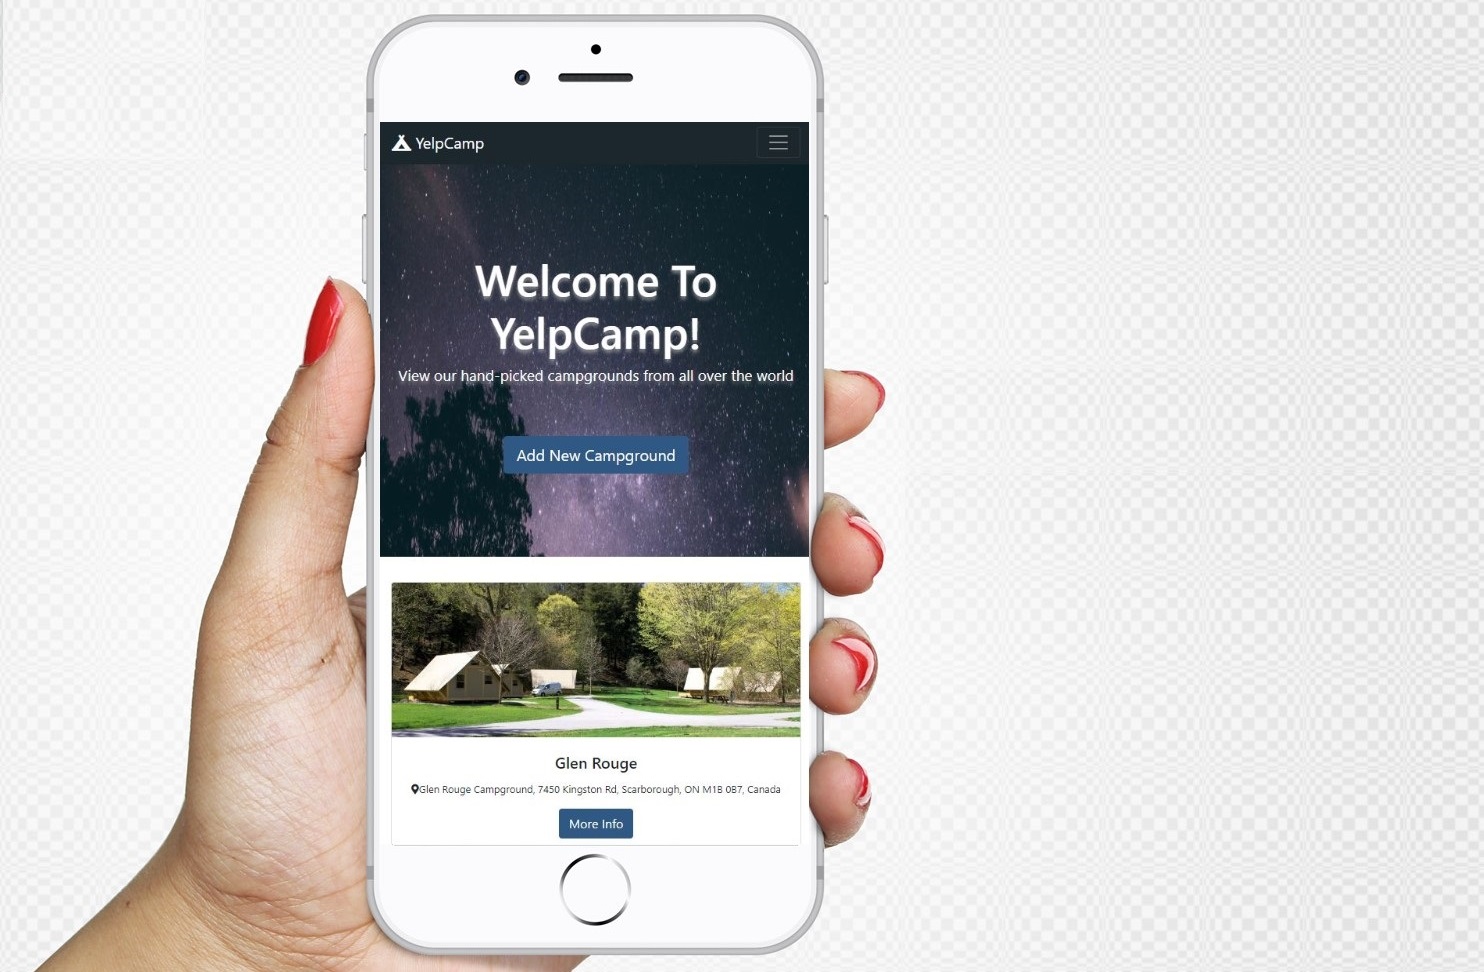 YelpCamp
Welcome To
YelpCamp!
View our hand-picked campgrounds from all over the world
Add New Campground
Glen Rouge
Glen Rouge Campground, 7450 Kingston Rd, Scarborough, ON M1B 0B7, Canada
More Info